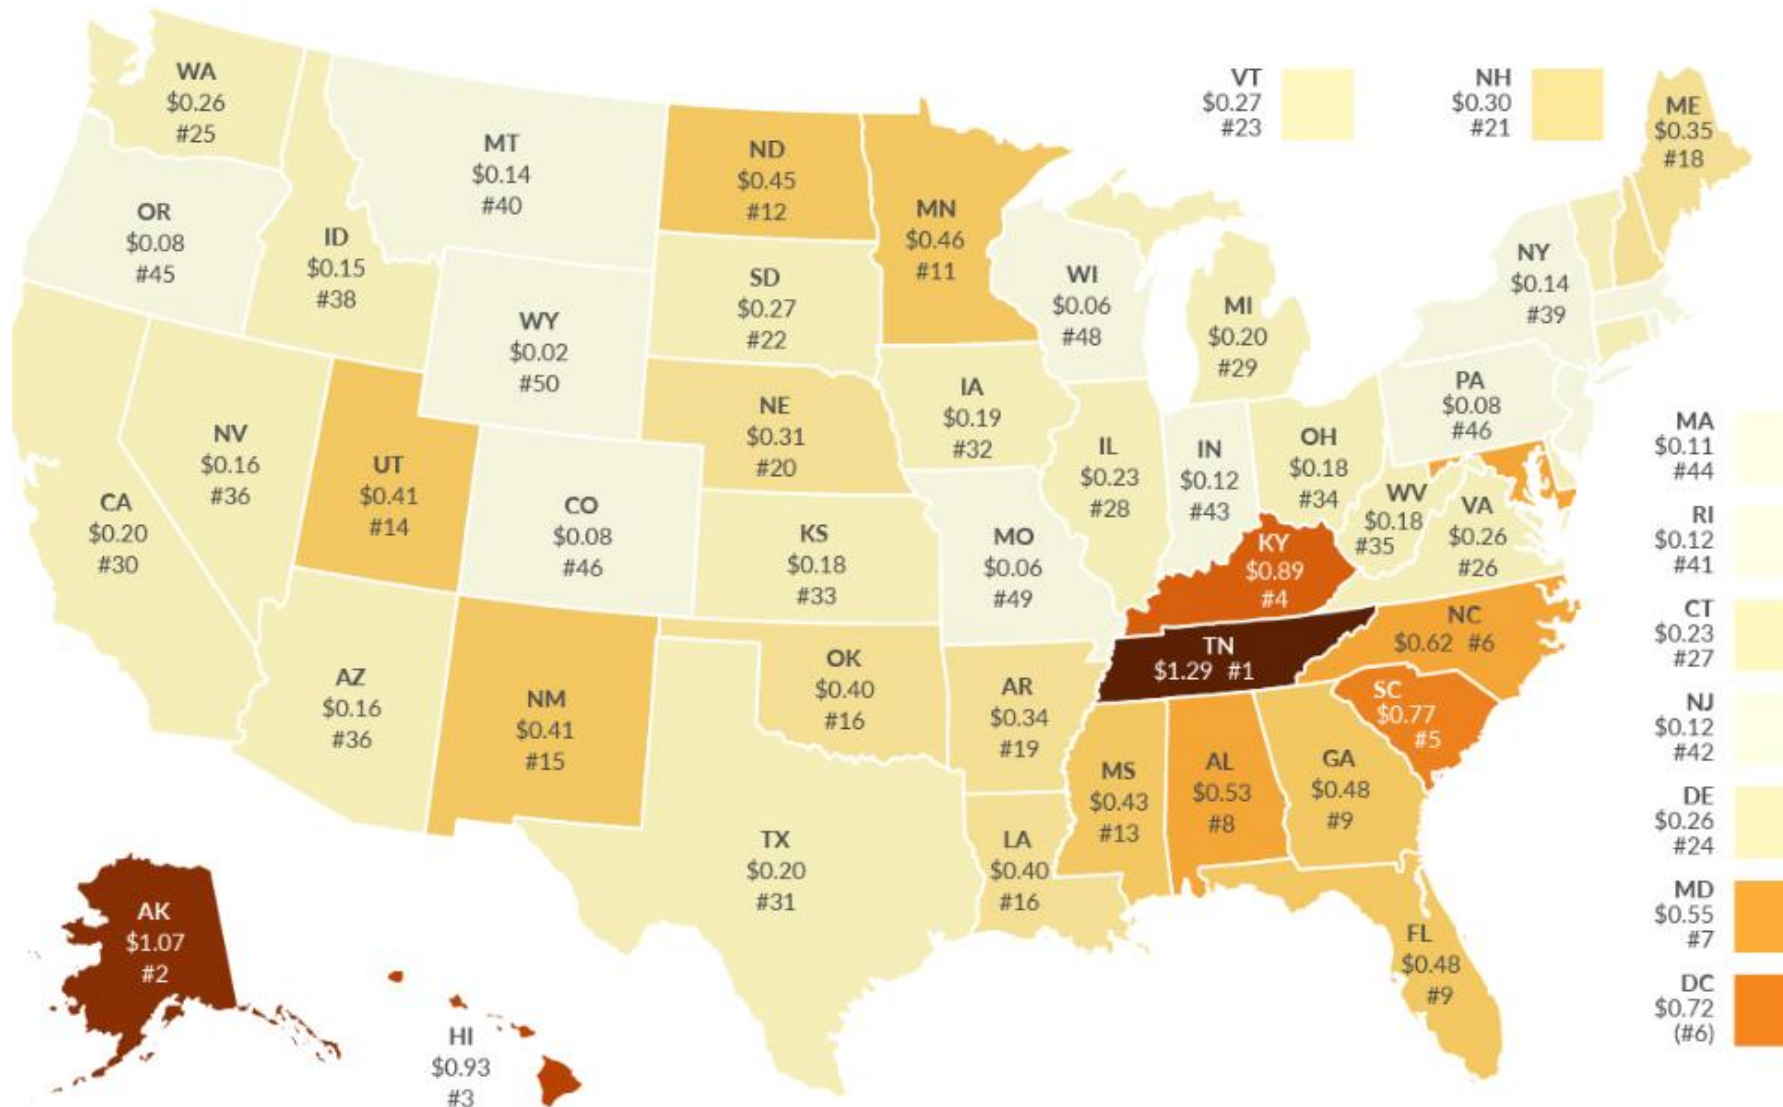 WA
$0.26
#25
OR
$0.08
#45
CA
$0.20
#30
ID
$0.15
#38
NV
$0.16
#36
MT
$0.14
#40
WY
$0.02
#50
UT
$0.41
#14
CO
$0.08
#46
AZ
$0.16
#36
NM
$0.41
#15
AK
$1.07
#2
HI
$0.93
#3
ND
$0.45
#12
SD
$0.27
#22
NE
$0.31
#20
KS
$0.18
#33
OK
$0.40
#16
TX
$0.20
#31
MN
$0.46
#11
IA
$0.19
#32
MO
$0.06
#49
AR
$0.34
#19
LA
$0.40
#16
WI
$0.06
#48
IL
$0.23
#28
MI
$0.20
#29
IN
$0.12
#43
OH
$0.18
#34
KY
$0.89
#4
TN
$1.29 #1
MS
$0.43
#13
AL
$0.53
#8
GA
$0.48
#9
FL
$0.48
#9
SC
$0.77
#5
NC
$0.62 #6
WV
$0.18
#35
VA
$0.26
#26
PA
$0.08
#46
NY
$0.14
#39
VT
$0.27
#23
NH
$0.30
#21
ME
$0.35
#18
MA
$0.11
#44
RI
$0.12
#41
CT
$0.23
#27
NJ
$0.12
#42
DE
$0.26
#24
MD
$0.55
#7
DC
$0.72
(#6)